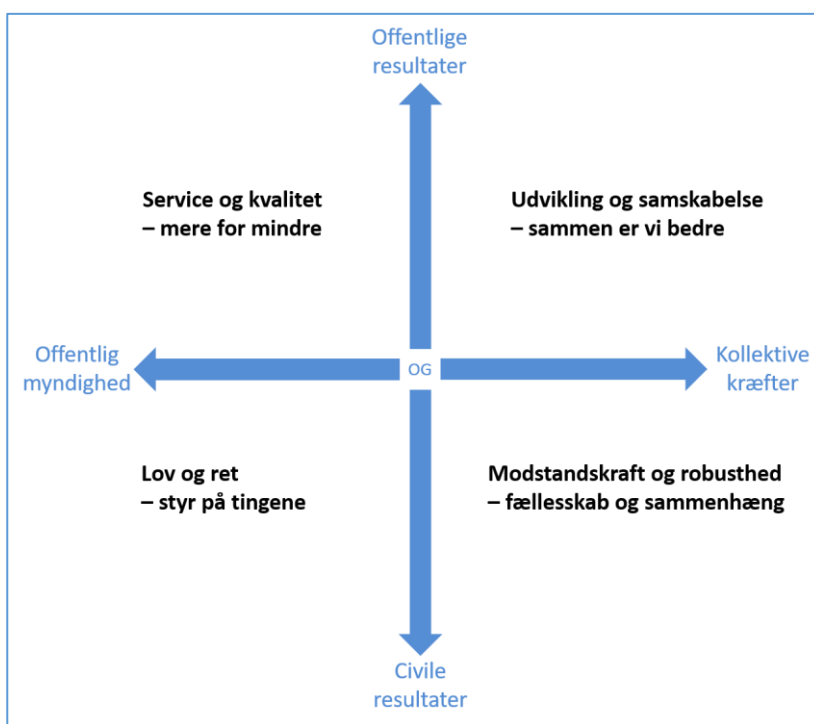 Offentlige
resultater
Service og kvalitet
– mere for mindre
Udvikling og samskabelse
– sammen er vi bedre
Offentlig
myndighed
OG
Kollektive
kræfter
Lov og ret
– styr på tingene
Modstandskraft og robusthed
– fællesskab og sammenhæng
Civile
resultater